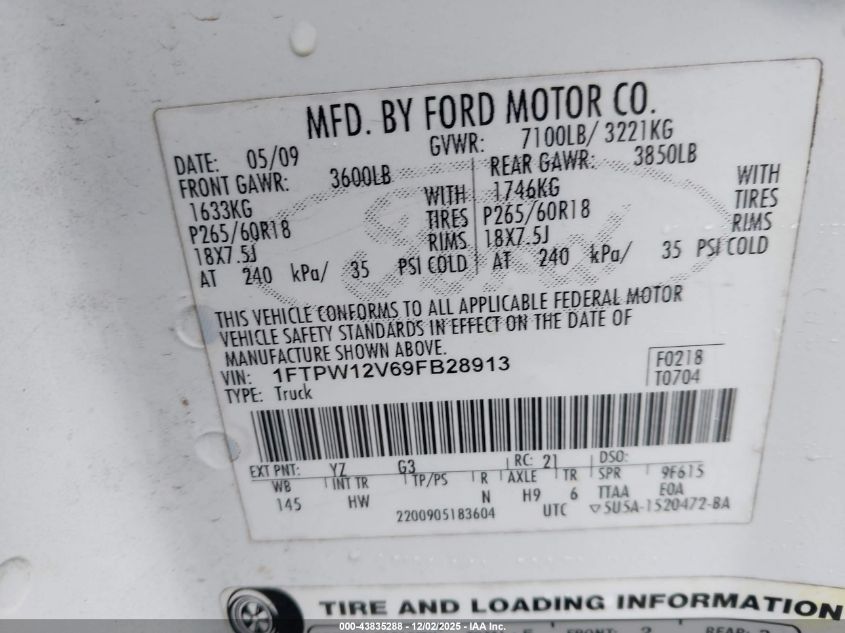 MFD. BY FORD MOTOR CO.
DATE: 05/09 GVWR: 7100LB/ 3221KG
FRONT GAWR: 3600LB REAR GAWR: 3850LB
1633KG WITH 1746KG WITH
P265/60R18 TIRES P265/60R18 TIRES
18X7.5J RIMS 18X7.5J RIMS
AT 240 kPa/ 35 PSI COLD AT 240 kPa/ 35 PSI COLD
THIS VEHICLE CONFORMS TO ALL APPLICABLE FEDERAL MOTOR
VEHICLE SAFETY STANDARDS IN EFFECT ON THE DATE OF
MANUFACTURE SHOWN ABOVE.
VIN: 1FTPW12V69FB28913 F0218
TYPE: Truck T0704
EXT PNT: YZ G3 RC: 21 DSO:
WB INT TR TP/PS R AXLE TR SPR 9F615
145 HW N H9 6 TTAA E0A
2200905183604 UTC ▽5U5A-1520472-BA
TIRE AND LOADING INFORMATION
000-43835288 - 12/02/2025 - IAA Inc.